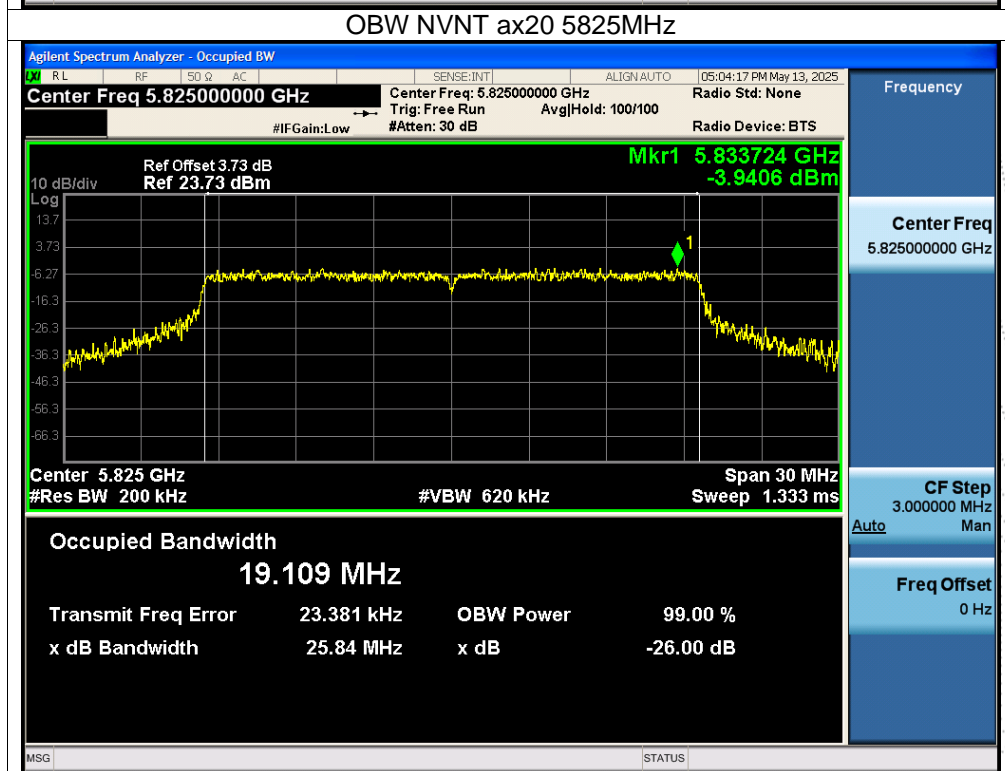 OBW NVNT ax20 5825MHz
Agilent Spectrum Analyzer - Occupied BW
LXI RL RF 50 Ω AC SENSE:INT ALIGNAUTO 05:04:17 PM May 13, 2025
Center Freq 5.825000000 GHz
Center Freq: 5.825000000 GHz Radio Std: None
Trig: Free Run Avg|Hold: 100/100
#IFGain:Low #Atten: 30 dB Radio Device: BTS
Frequency
Mkr1 5.833724 GHz
-3.9406 dBm
Ref Offset 3.73 dB
10 dB/div Ref 23.73 dBm
Log
13.7
3.73
-6.27
-16.3
-26.3
-36.3
-46.3
-56.3
-66.3
1
Center 5.825 GHz Span 30 MHz
#Res BW 200 kHz #VBW 620 kHz Sweep 1.333 ms
Occupied Bandwidth
19.109 MHz
Transmit Freq Error 23.381 kHz OBW Power 99.00 %
x dB Bandwidth 25.84 MHz x dB -26.00 dB
Center Freq
5.825000000 GHz
CF Step
3.000000 MHz
Auto Man
Freq Offset
0 Hz
MSG STATUS